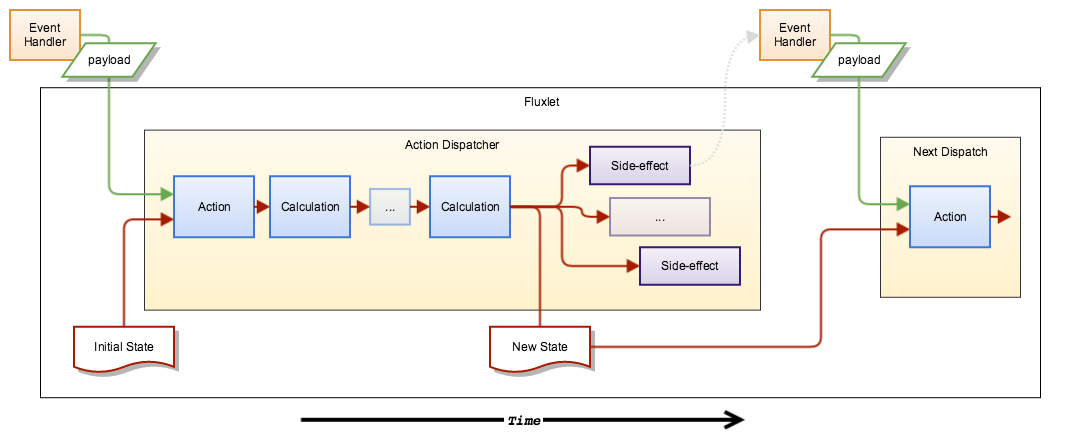 Event
Handler
payload
Event
Handler
payload
Fluxlet
Action Dispatcher
Next Dispatch
Side-effect
Action
Calculation
...
Calculation
...
Action
Side-effect
Initial State
New State
Time